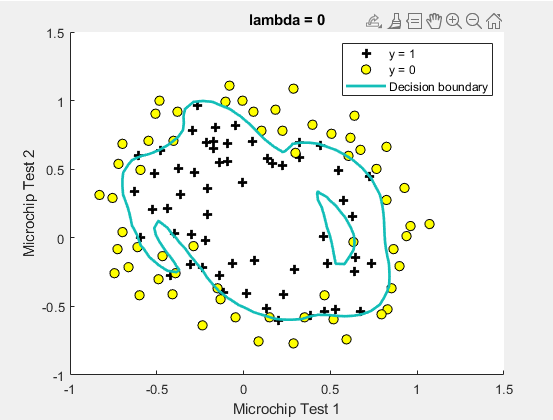 lambda = 0
y = 1
y = 0
Decision boundary
Microchip Test 2
1.5
1
0.5
0
-0.5
-1
-1
-0.5
0
0.5
1
1.5
Microchip Test 1